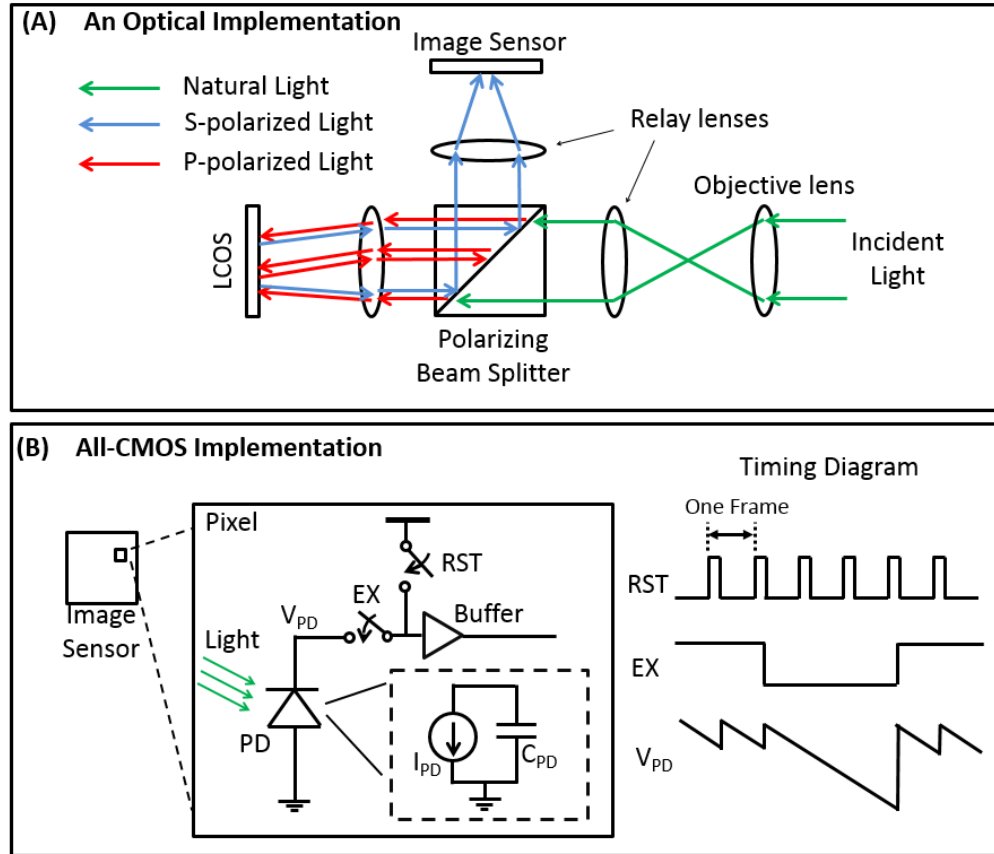 (A) An Optical Implementation
Image Sensor
Natural Light
S-polarized Light
P-polarized Light
Relay lenses
Objective lens
LCOS
Incident
Light
Polarizing
Beam Splitter
(B) All-CMOS Implementation
Timing Diagram
Pixel
One Frame
RST
RST
EX
Buffer
Image
Sensor
V_PD
Light
EX
PD
I_PD
C_PD
V_PD